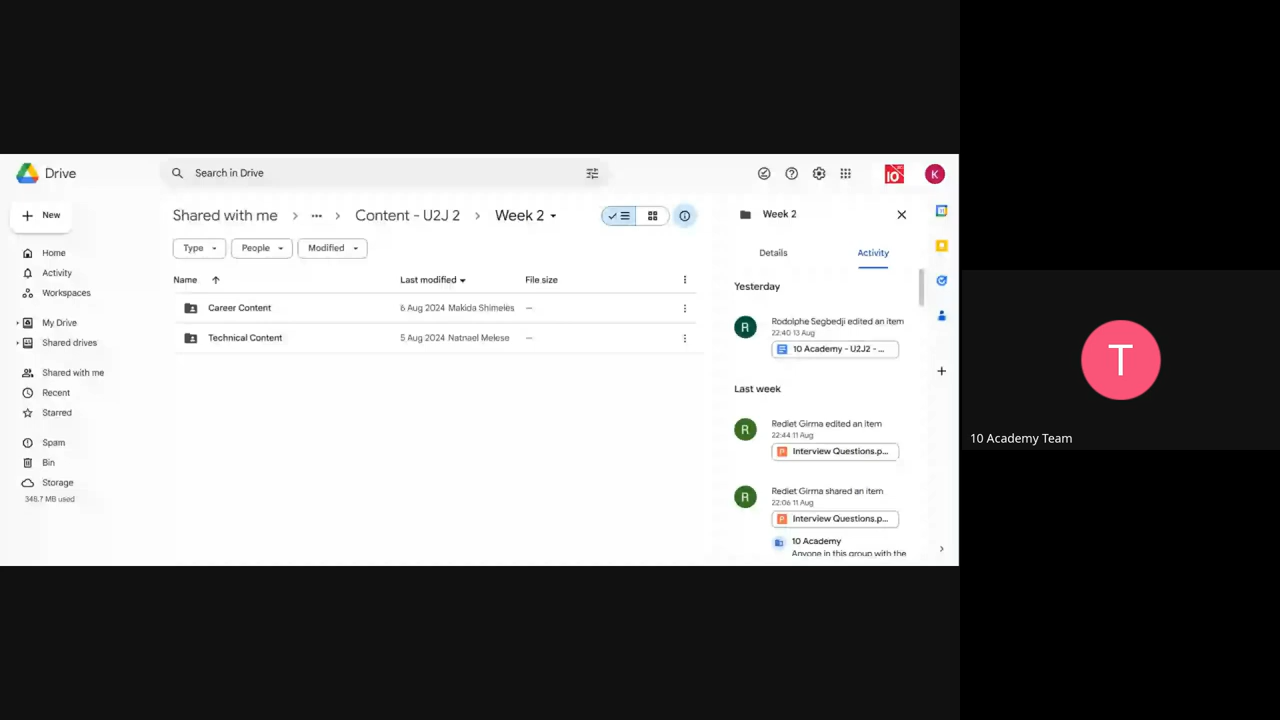 Drive
Search in Drive
10
K
New
Shared with me
Content - U2J 2
Week 2
Type
People
Modified
Name
Last modified
File size
Career Content
6 Aug 2024 Makida Shimeles
Technical Content
5 Aug 2024 Natnael Melese
Home
Activity
Workspaces
My Drive
Shared drives
Shared with me
Recent
Starred
Spam
Bin
Storage
348.7 MB used
Week 2
Details
Activity
Yesterday
R
Rodolphe Segbedji edited an item
22:40 13 Aug
10 Academy - U2J2 - ...
Last week
R
Rediet Girma edited an item
22:44 11 Aug
Interview Questions.p...
R
Rediet Girma shared an item
22:06 11 Aug
Interview Questions.p...
10 Academy
Anyone in this group with the
T
10 Academy Team